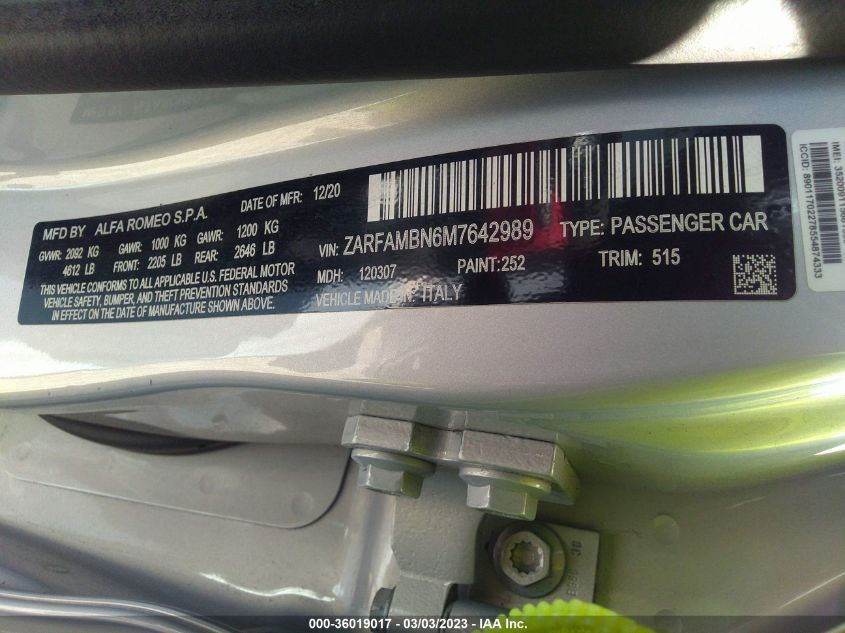 MFD BY ALFA ROMEO S.P.A. DATE OF MFR: 12/20
GVWR: 2092 KG GAWR: 1000 KG GAWR: 1200 KG
4612 LB FRONT: 2205 LB REAR: 2646 LB
THIS VEHICLE CONFORMS TO ALL APPLICABLE U.S. FEDERAL MOTOR
VEHICLE SAFETY, BUMPER, AND THEFT PREVENTION STANDARDS
IN EFFECT ON THE DATE OF MANUFACTURE SHOWN ABOVE.
VIN: ZARFAMBN6M7642989 TYPE: PASSENGER CAR
MDH: 120307 PAINT: 252 TRIM: 515
VEHICLE MADE IN: ITALY
IMEI:
ICCID: 89011702278564874333
000-36019017 - 03/03/2023 - IAA Inc.